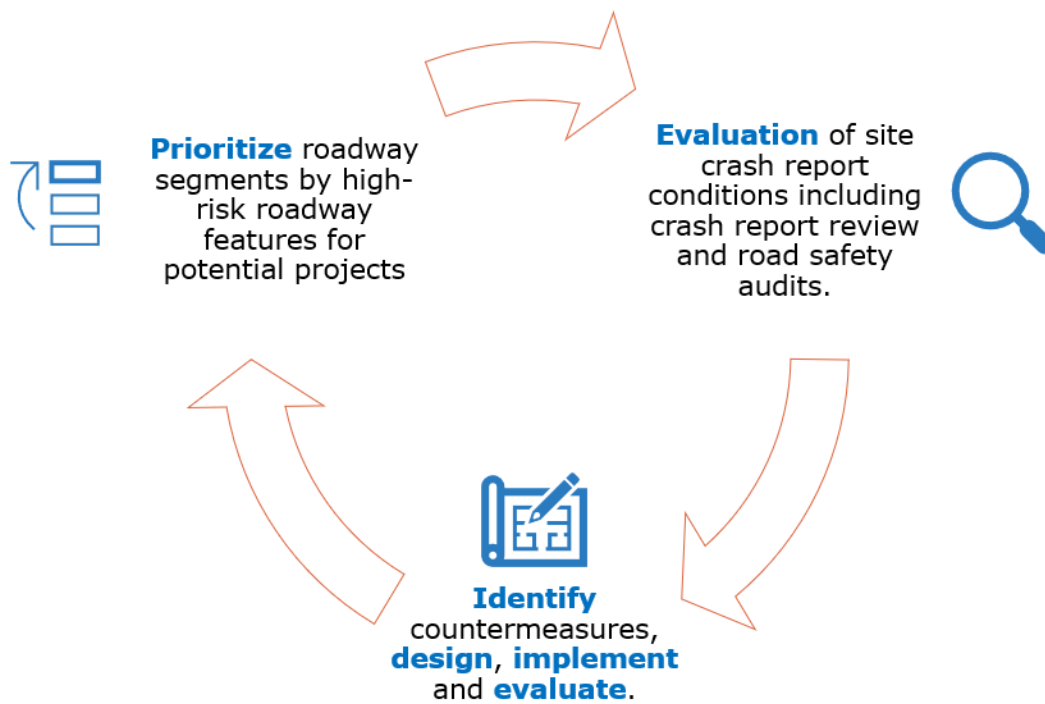 Prioritize roadway
segments by high-
risk roadway
features for
potential projects
Evaluation of site
crash report
conditions including
crash report review
and road safety
audits.
Identify
countermeasures,
design, implement
and evaluate.